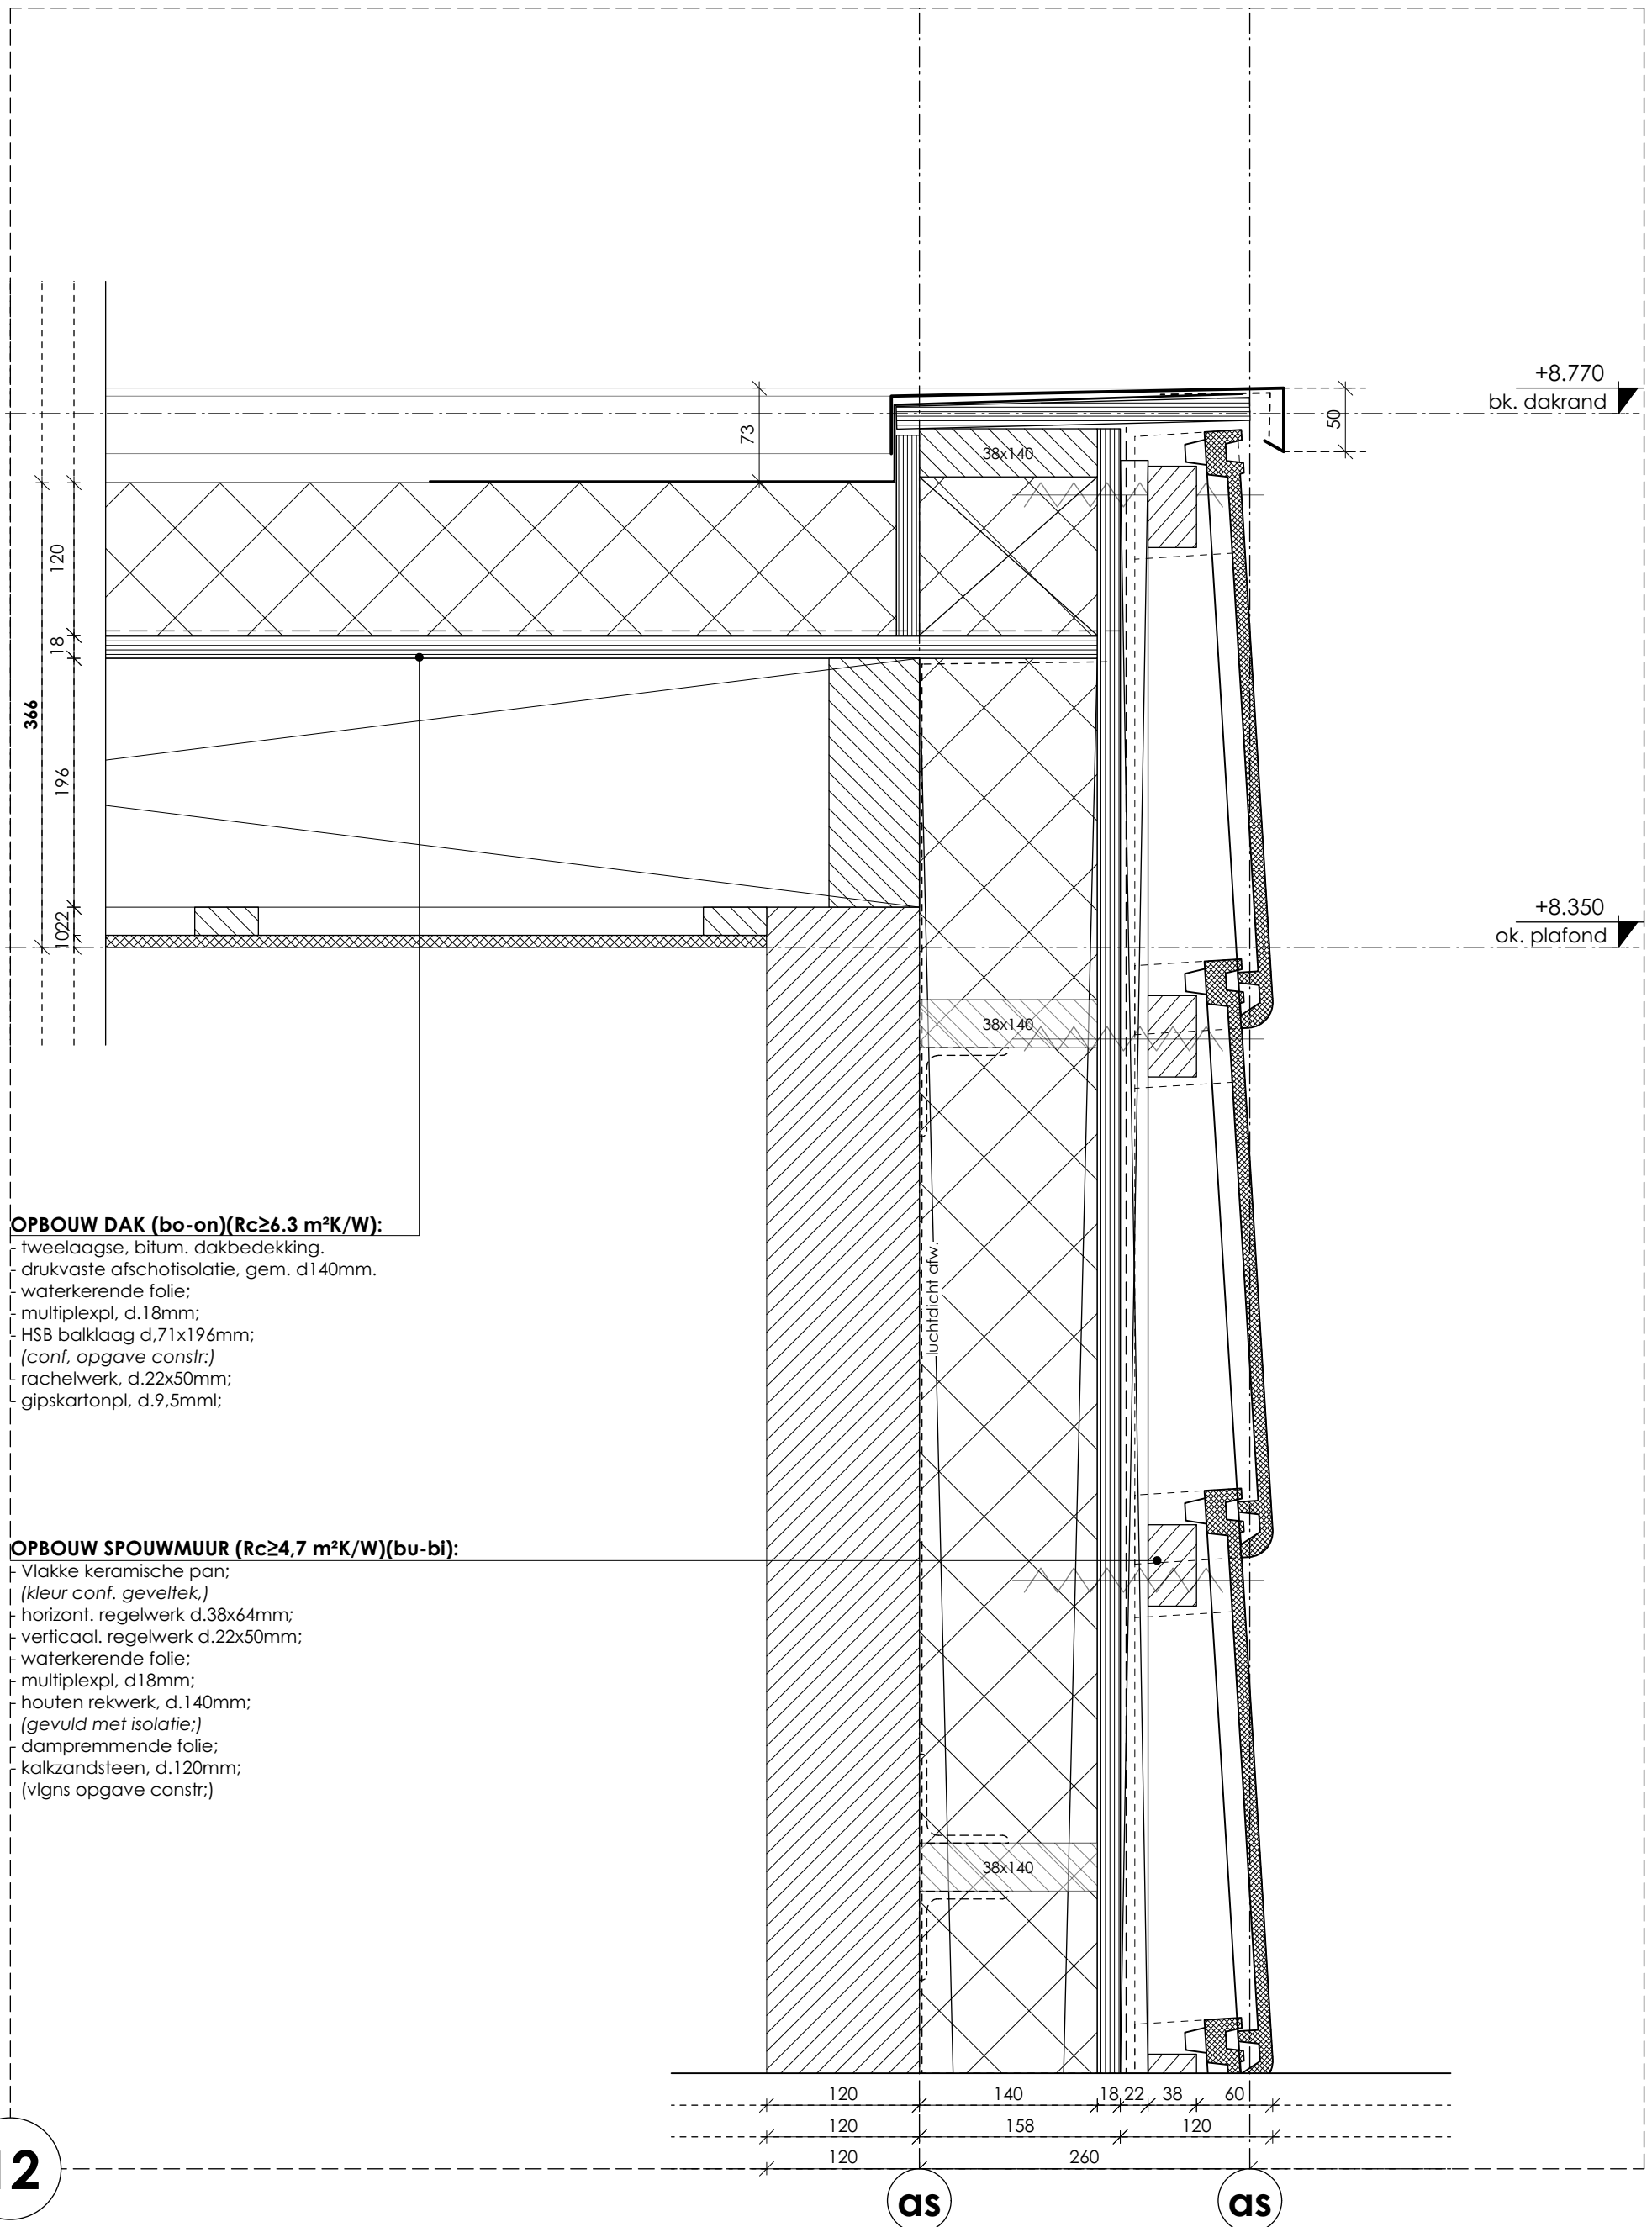 +8.770
bk. dakrand
73
50
38x140
120
18
366
196
22
10
+8.350
ok. plafond
38x140
OPBOUW DAK (bo-on)(Rc≥6.3 m²K/W):
- tweelaagse, bitum. dakbedekking.
- drukvaste afschotisolatie, gem. d140mm.
- waterkerende folie;
- multiplexpl, d.18mm;
- HSB balklaag d,71x196mm;
(conf, opgave constr:)
- rachelwerk, d.22x50mm;
- gipskartonpl, d.9,5mml;
luchtdicht afw.
OPBOUW SPOUWMUUR (Rc≥4,7 m²K/W)(bu-bi):
- Vlakke keramische pan;
(kleur conf. geveltek,)
- horizont. regelwerk d.38x64mm;
- verticaal. regelwerk d.22x50mm;
- waterkerende folie;
- multiplexpl, d18mm;
- houten rekwerk, d.140mm;
(gevuld met isolatie;)
- dampremmende folie;
- kalkzandsteen, d.120mm;
(vlgns opgave constr;)
38x140
120 140 18 22 38 60
120 158 120
120 260
12
as as